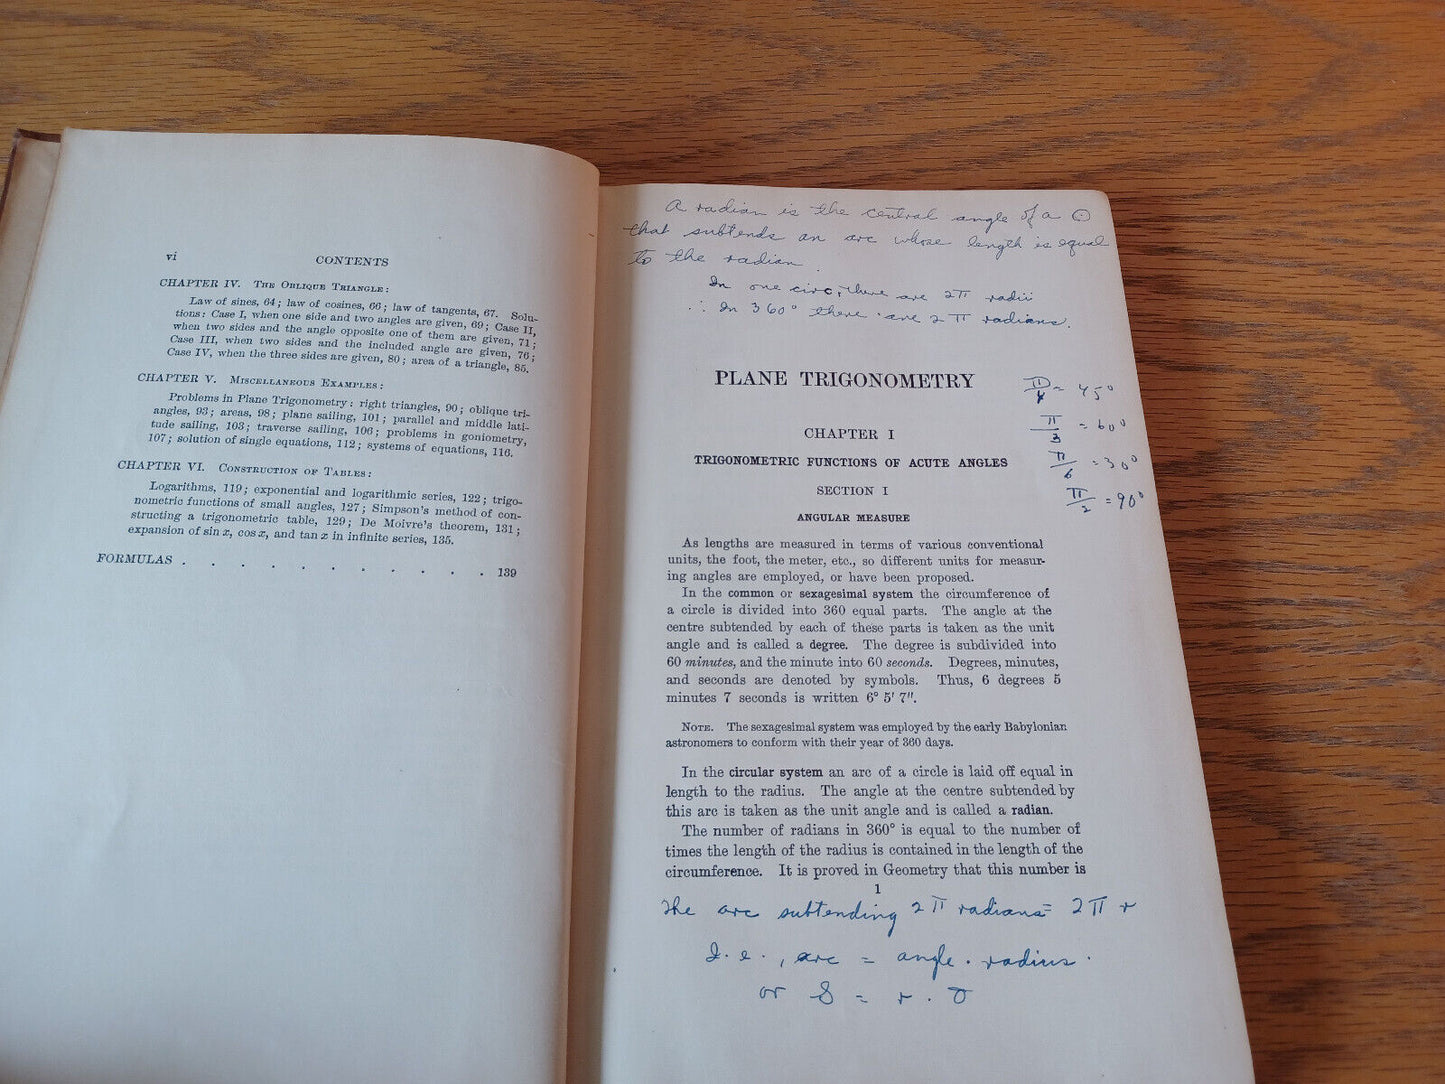 vi
CONTENTS
CHAPTER IV. THE OBLIQUE TRIANGLE:
Law of sines, 64; law of cosines, 66; law of tangents, 67. Solu-
tions: Case I, when one side and two angles are given, 69; Case II,
when two sides and the angle opposite one of them are given, 71;
Case III, when two sides and the included angle are given, 76;
Case IV, when the three sides are given, 80; area of a triangle, 85.
CHAPTER V. MISCELLANEOUS EXAMPLES:
Problems in Plane Trigonometry: right triangles, 90; oblique tri-
angles, 93; areas, 98; plane sailing, 101; parallel and middle lati-
tude sailing, 103; traverse sailing, 106; problems in goniometry,
107; solution of single equations, 112; systems of equations, 116.
CHAPTER VI. CONSTRUCTION OF TABLES:
Logarithms, 119; exponential and logarithmic series, 122; trigo-
nometric functions of small angles, 127; Simpson's method of con-
structing a trigonometric table, 129; De Moivre's theorem, 131;
expansion of sin x, cos x, and tan x in infinite series, 135.
FORMULAS . . . . . . . . . . . 139
A radian is the central angle of a ⊙
that subtends an arc whose length is equal
to the radian.
In one circ, there are 2π radii
∴ In 360° there are 2π radians.
π/4 = 45°
π/3 = 60°
π/6 = 30°
π/2 = 90°
PLANE TRIGONOMETRY
CHAPTER I
TRIGONOMETRIC FUNCTIONS OF ACUTE ANGLES
SECTION I
ANGULAR MEASURE
As lengths are measured in terms of various conventional
units, the foot, the meter, etc., so different units for measur-
ing angles are employed, or have been proposed.
In the common or sexagesimal system the circumference of
a circle is divided into 360 equal parts. The angle at the
centre subtended by each of these parts is taken as the unit
angle and is called a degree. The degree is subdivided into
60 minutes, and the minute into 60 seconds. Degrees, minutes,
and seconds are denoted by symbols. Thus, 6 degrees 5
minutes 7 seconds is written 6° 5′ 7″.
NOTE. The sexagesimal system was employed by the early Babylonian
astronomers to conform with their year of 360 days.
In the circular system an arc of a circle is laid off equal in
length to the radius. The angle at the centre subtended by
this arc is taken as the unit angle and is called a radian.
The number of radians in 360° is equal to the number of
times the length of the radius is contained in the length of the
circumference. It is proved in Geometry that this number is
1
The arc subtending 2π radians = 2π r
I.e., arc = angle · radius.
or S = r · σ